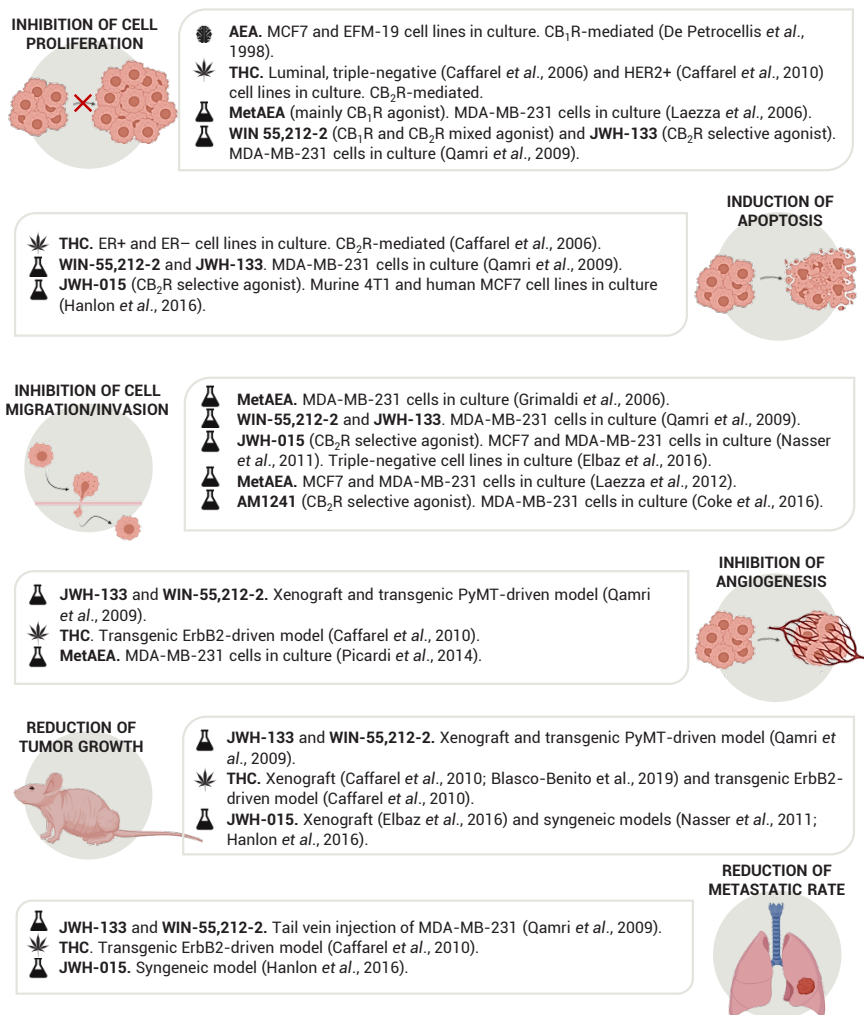 INHIBITION OF CELL
PROLIFERATION
AEA. MCF7 and EFM-19 cell lines in culture. CB₁R-mediated (De Petrocellis et al.,
1998).
THC. Luminal, triple-negative (Caffarel et al., 2006) and HER2+ (Caffarel et al., 2010)
cell lines in culture. CB₂R-mediated.
MetAEA (mainly CB₁R agonist). MDA-MB-231 cells in culture (Laezza et al., 2006).
WIN 55,212-2 (CB₁R and CB₂R mixed agonist) and JWH-133 (CB₂R selective agonist).
MDA-MB-231 cells in culture (Qamri et al., 2009).
INDUCTION OF
APOPTOSIS
THC. ER+ and ER− cell lines in culture. CB₂R-mediated (Caffarel et al., 2006).
WIN-55,212-2 and JWH-133. MDA-MB-231 cells in culture (Qamri et al., 2009).
JWH-015 (CB₂R selective agonist). Murine 4T1 and human MCF7 cell lines in culture
(Hanlon et al., 2016).
INHIBITION OF CELL
MIGRATION/INVASION
MetAEA. MDA-MB-231 cells in culture (Grimaldi et al., 2006).
WIN-55,212-2 and JWH-133. MDA-MB-231 cells in culture (Qamri et al., 2009).
JWH-015 (CB₂R selective agonist). MCF7 and MDA-MB-231 cells in culture (Nasser
et al., 2011). Triple-negative cell lines in culture (Elbaz et al., 2016).
MetAEA. MCF7 and MDA-MB-231 cells in culture (Laezza et al., 2012).
AM1241 (CB₂R selective agonist). MDA-MB-231 cells in culture (Coke et al., 2016).
INHIBITION OF
ANGIOGENESIS
JWH-133 and WIN-55,212-2. Xenograft and transgenic PyMT-driven model (Qamri
et al., 2009).
THC. Transgenic ErbB2-driven model (Caffarel et al., 2010).
MetAEA. MDA-MB-231 cells in culture (Picardi et al., 2014).
REDUCTION OF
TUMOR GROWTH
JWH-133 and WIN-55,212-2. Xenograft and transgenic PyMT-driven model (Qamri et
al., 2009).
THC. Xenograft (Caffarel et al., 2010; Blasco-Benito et al., 2019) and transgenic ErbB2-
driven model (Caffarel et al., 2010).
JWH-015. Xenograft (Elbaz et al., 2016) and syngeneic models (Nasser et al., 2011;
Hanlon et al., 2016).
REDUCTION OF
METASTATIC RATE
JWH-133 and WIN-55,212-2. Tail vein injection of MDA-MB-231 (Qamri et al., 2009).
THC. Transgenic ErbB2-driven model (Caffarel et al., 2010).
JWH-015. Syngeneic model (Hanlon et al., 2016).